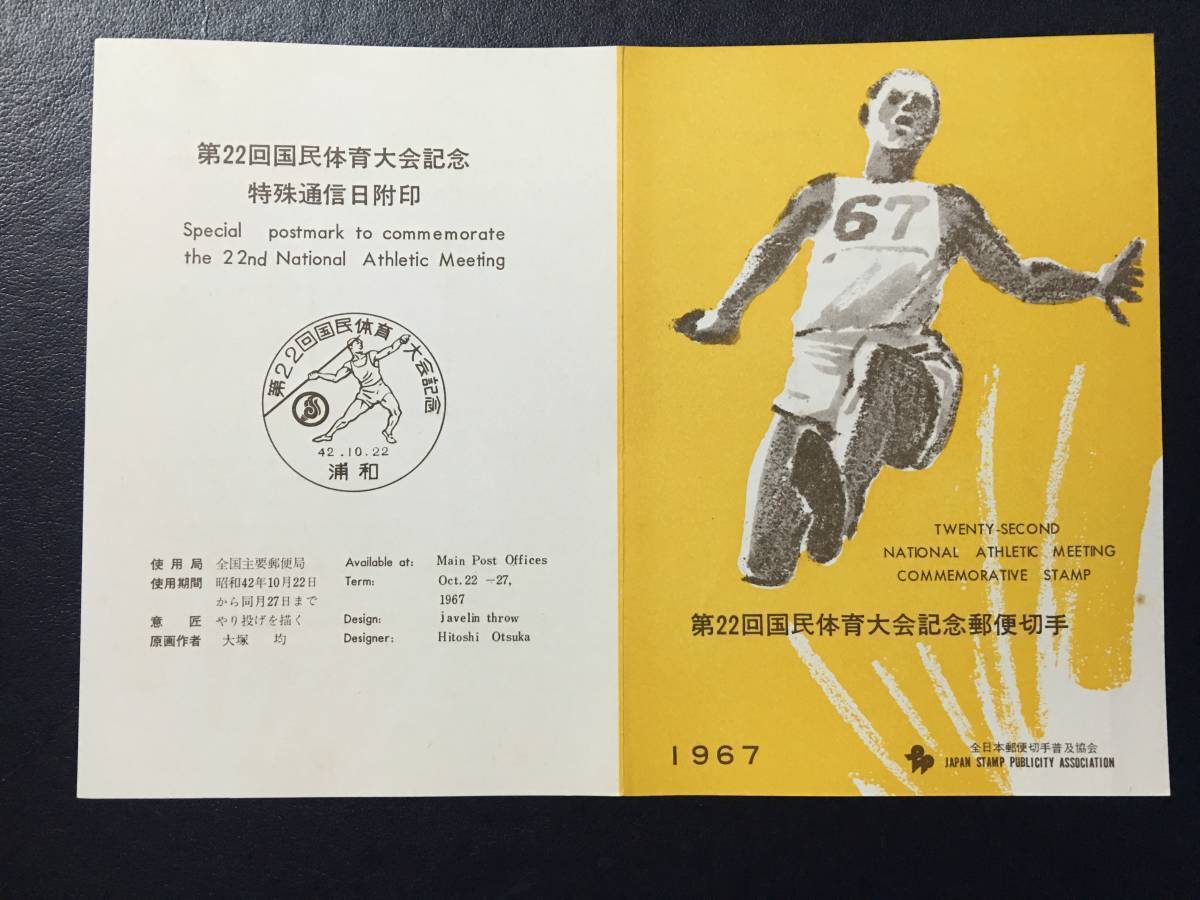 第22回国民体育大会記念
特殊通信日附印
Special postmark to commemorate
the 22nd National Athletic Meeting
第22回国民体育大会記念
42.10.22
浦和
使用局 全国主要郵便局 Available at: Main Post Offices
使用期間 昭和42年10月22日 Term: Oct. 22 -27,
から同月27日まで 1967
意匠 やり投げを描く Design: javelin throw
原画作者 大塚 均 Designer: Hitoshi Otsuka
67
TWENTY-SECOND
NATIONAL ATHLETIC MEETING
COMMEMORATIVE STAMP
第22回国民体育大会記念郵便切手
1967
全日本郵便切手普及協会
JAPAN STAMP PUBLICITY ASSOCIATION